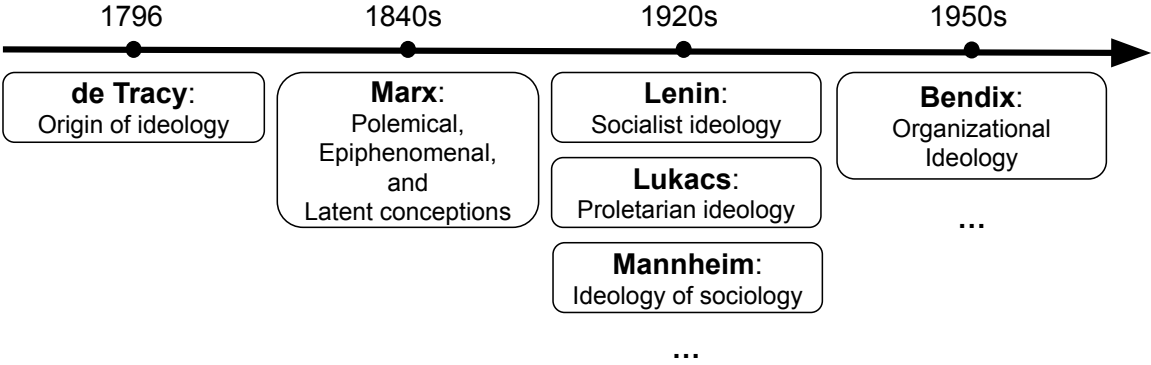 1796
1840s
1920s
1950s
de Tracy:
Origin of ideology
Marx:
Polemical,
Epiphenomenal,
and
Latent conceptions
Lenin:
Socialist ideology
Lukacs:
Proletarian ideology
Mannheim:
Ideology of sociology
...
Bendix:
Organizational
Ideology
...